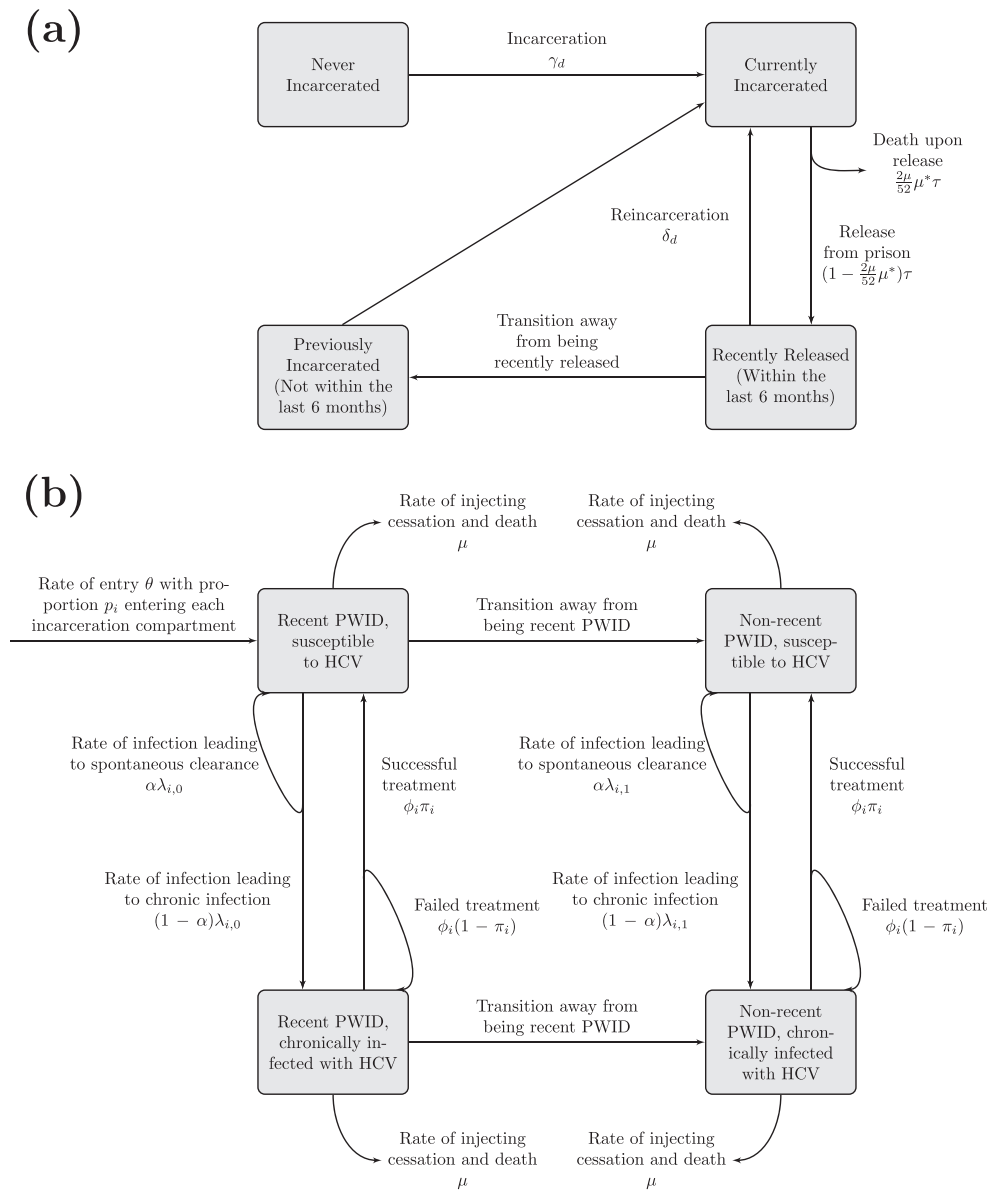 (a)
Never
Incarcerated
Incarceration
γ_d
Currently
Incarcerated
Death upon
release
2μ/52 μ*τ
Reincarceration
δ_d
Release
from prison
(1 − 2μ/52 μ*)τ
Previously
Incarcerated
(Not within the
last 6 months)
Transition away
from being
recently released
Recently Released
(Within the
last 6 months)
(b)
Rate of injecting
cessation and death
μ
Rate of injecting
cessation and death
μ
Rate of entry θ with pro-
portion p_i entering each
incarceration compartment
Recent PWID,
susceptible
to HCV
Transition away from
being recent PWID
Non-recent
PWID, suscep-
tible to HCV
Rate of infection leading
to spontaneous clearance
αλ_{i,0}
Successful
treatment
ϕ_iπ_i
Rate of infection leading
to spontaneous clearance
αλ_{i,1}
Successful
treatment
ϕ_iπ_i
Rate of infection leading
to chronic infection
(1 − α)λ_{i,0}
Failed treatment
ϕ_i(1 − π_i)
Rate of infection leading
to chronic infection
(1 − α)λ_{i,1}
Failed treatment
ϕ_i(1 − π_i)
Recent PWID,
chronically in-
fected with HCV
Transition away from
being recent PWID
Non-recent
PWID, chron-
ically infected
with HCV
Rate of injecting
cessation and death
μ
Rate of injecting
cessation and death
μ